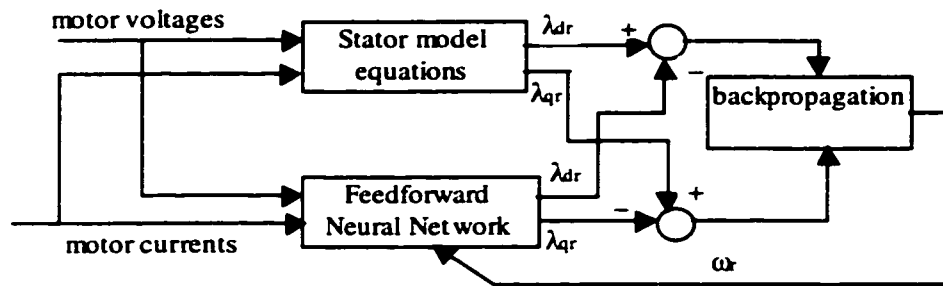 motor voltages
Stator model
equations
λdr
+
−
λqr
backpropagation
λdr
+
Feedforward
Neural Network
−
λqr
motor currents
ωr